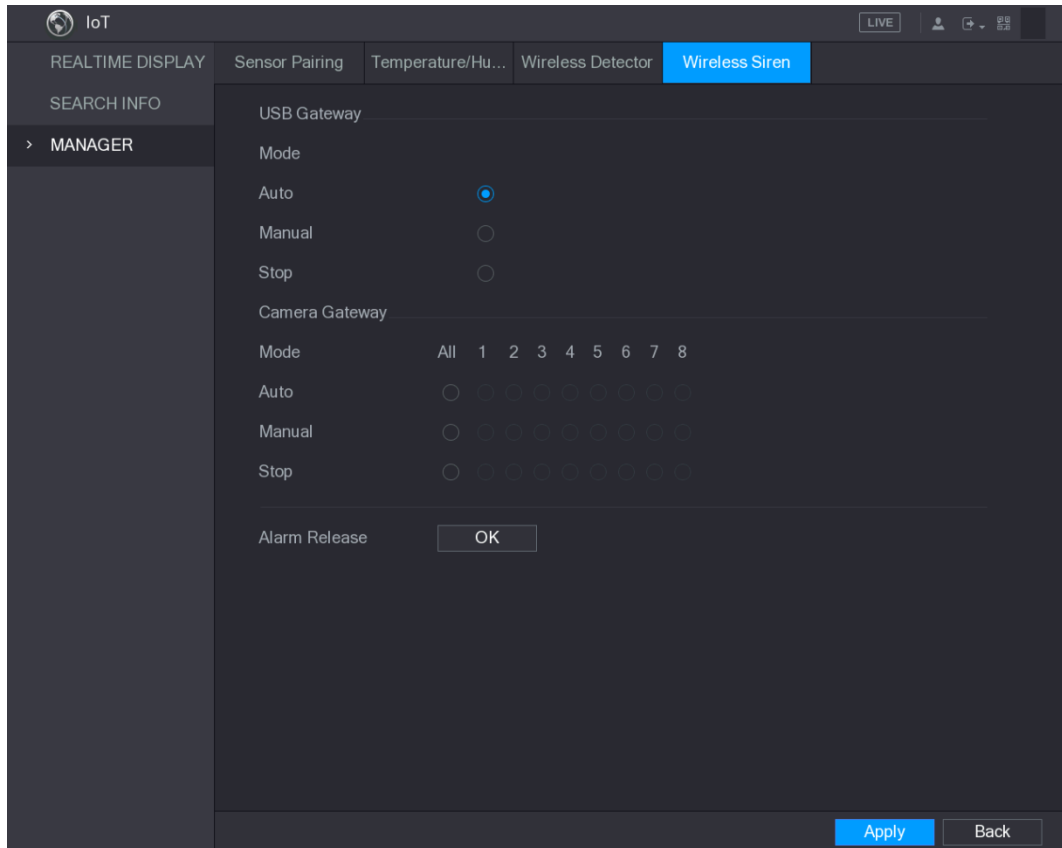 IoT
LIVE
REALTIME DISPLAY
SEARCH INFO
MANAGER
Sensor Pairing Temperature/Hu... Wireless Detector Wireless Siren
USB Gateway
Mode
Auto
Manual
Stop
Camera Gateway
Mode All 1 2 3 4 5 6 7 8
Auto
Manual
Stop
Alarm Release OK
Apply Back